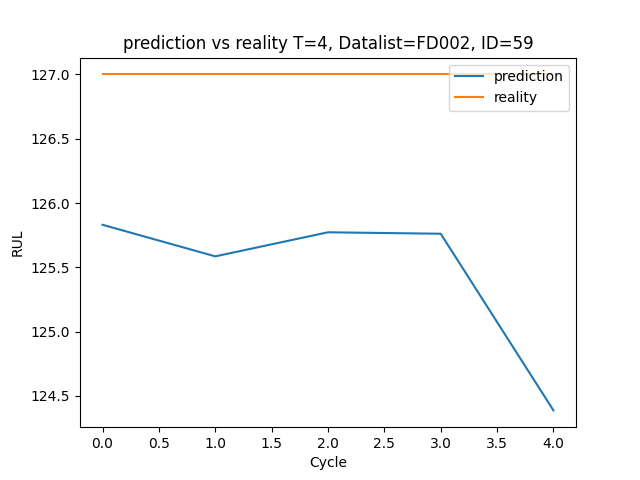 prediction vs reality T=4, Datalist=FD002, ID=59
127.0
126.5
126.0
125.5
125.0
124.5
RUL
prediction
reality
0.0 0.5 1.0 1.5 2.0 2.5 3.0 3.5 4.0
Cycle